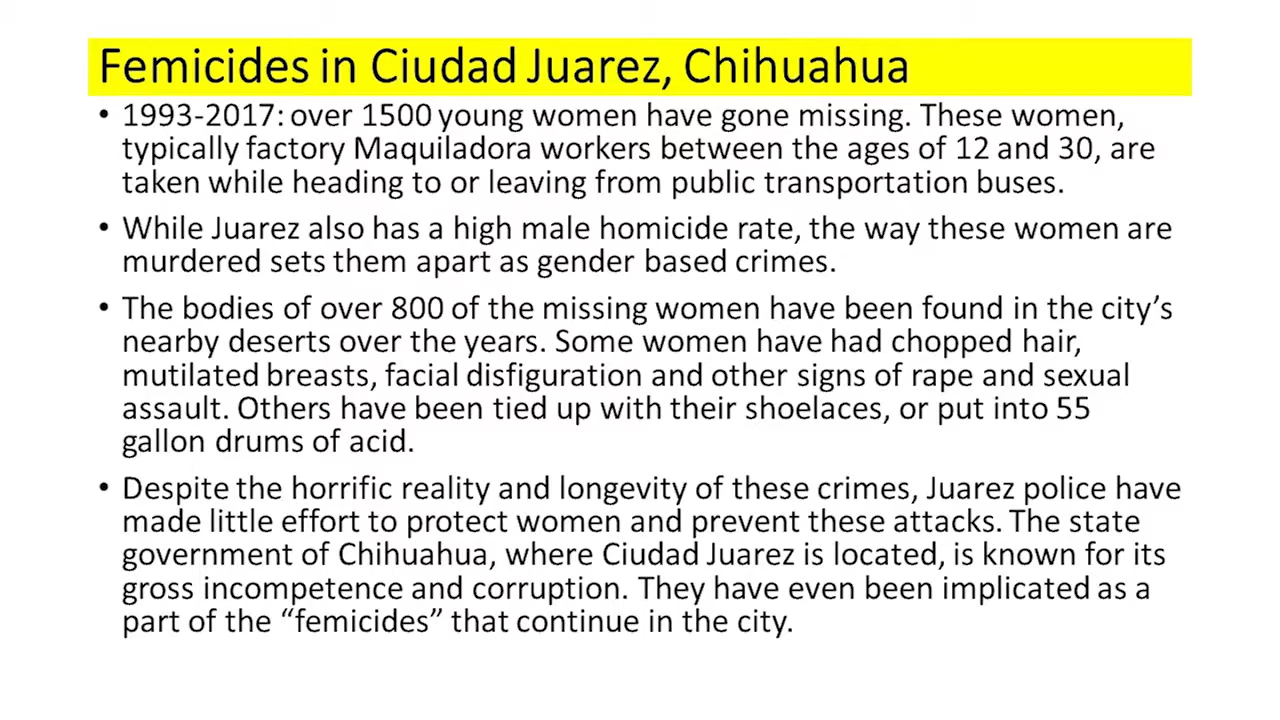 Femicides in Ciudad Juarez, Chihuahua
• 1993-2017: over 1500 young women have gone missing. These women,
typically factory Maquiladora workers between the ages of 12 and 30, are
taken while heading to or leaving from public transportation buses.
• While Juarez also has a high male homicide rate, the way these women are
murdered sets them apart as gender based crimes.
• The bodies of over 800 of the missing women have been found in the city’s
nearby deserts over the years. Some women have had chopped hair,
mutilated breasts, facial disfiguration and other signs of rape and sexual
assault. Others have been tied up with their shoelaces, or put into 55
gallon drums of acid.
• Despite the horrific reality and longevity of these crimes, Juarez police have
made little effort to protect women and prevent these attacks. The state
government of Chihuahua, where Ciudad Juarez is located, is known for its
gross incompetence and corruption. They have even been implicated as a
part of the “femicides” that continue in the city.